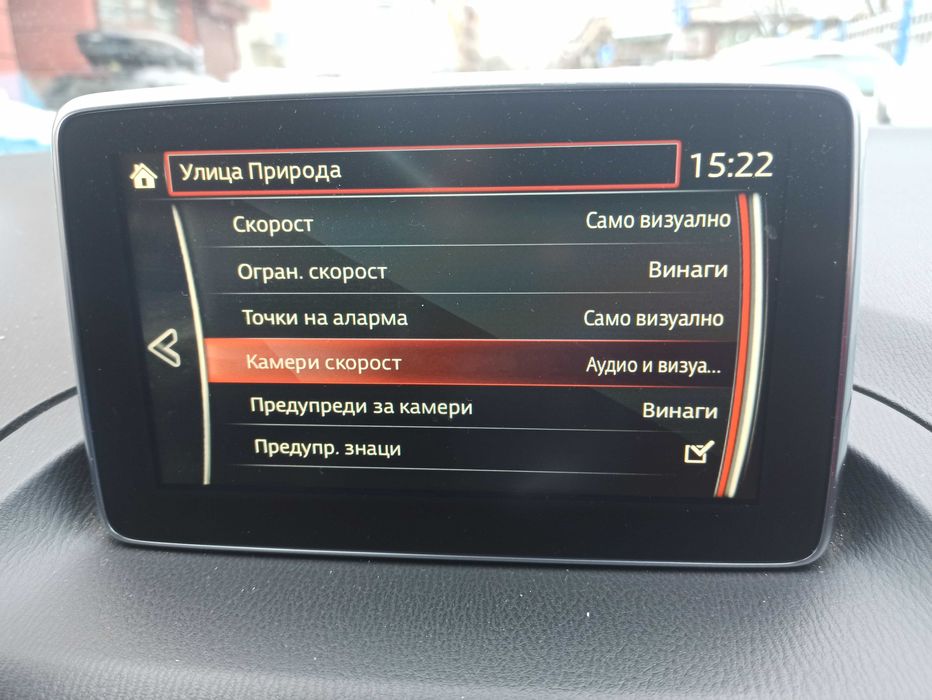 Улица Природа 15:22
Скорост Само визуално
Огран. скорост Винаги
Точки на аларма Само визуално
Камери скорост Аудио и визуа...
Предупреди за камери Винаги
Предупр. знаци